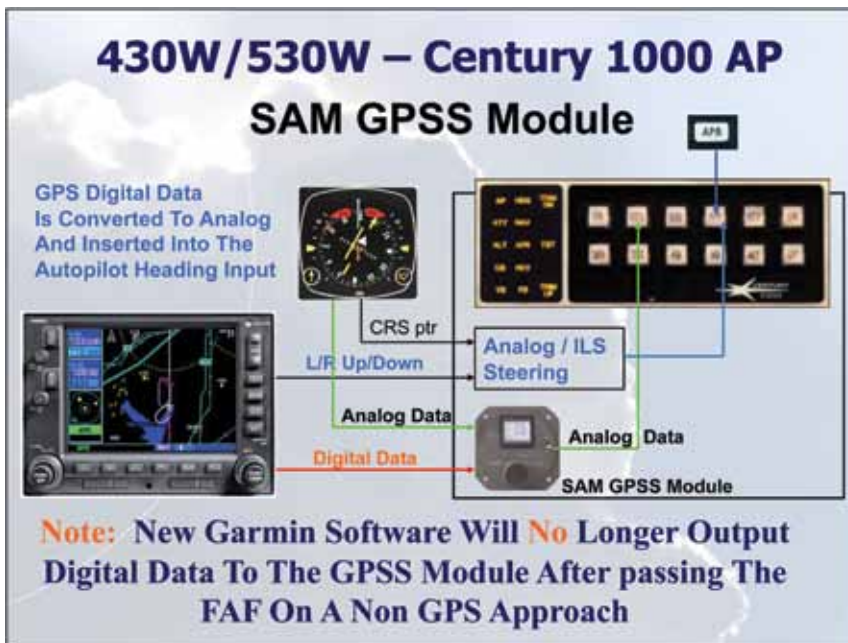 430W/530W – Century 1000 AP
SAM GPSS Module
APR
GPS Digital Data
Is Converted To Analog
And Inserted Into The
Autopilot Heading Input
CRS ptr
L/R Up/Down
Analog / ILS
Steering
Analog Data
Analog Data
Digital Data
SAM GPSS Module
CENTURY
Note: New Garmin Software Will No Longer Output
Digital Data To The GPSS Module After passing The
FAF On A Non GPS Approach